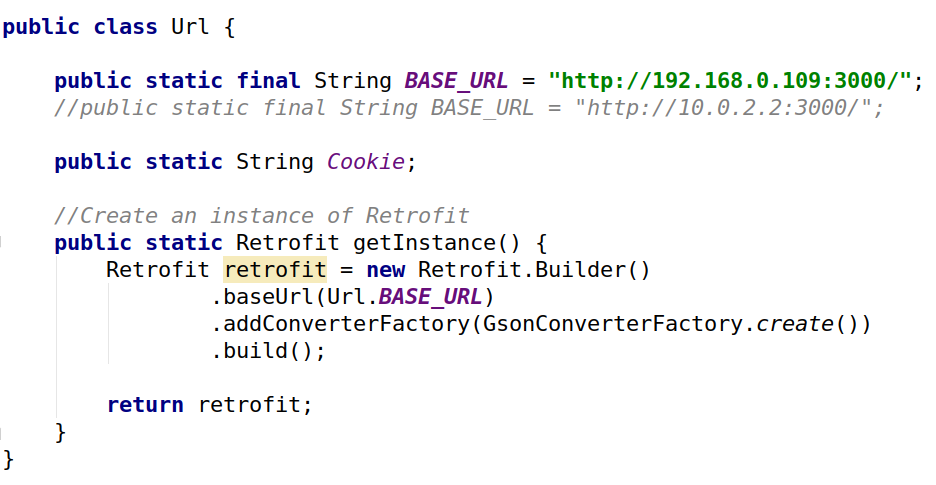 public class Url {
public static final String BASE_URL = "http://192.168.0.109:3000/";
//public static final String BASE_URL = "http://10.0.2.2:3000/";
public static String Cookie;
//Create an instance of Retrofit
public static Retrofit getInstance() {
Retrofit retrofit = new Retrofit.Builder()
.baseUrl(Url.BASE_URL)
.addConverterFactory(GsonConverterFactory.create())
.build();
return retrofit;
}
}